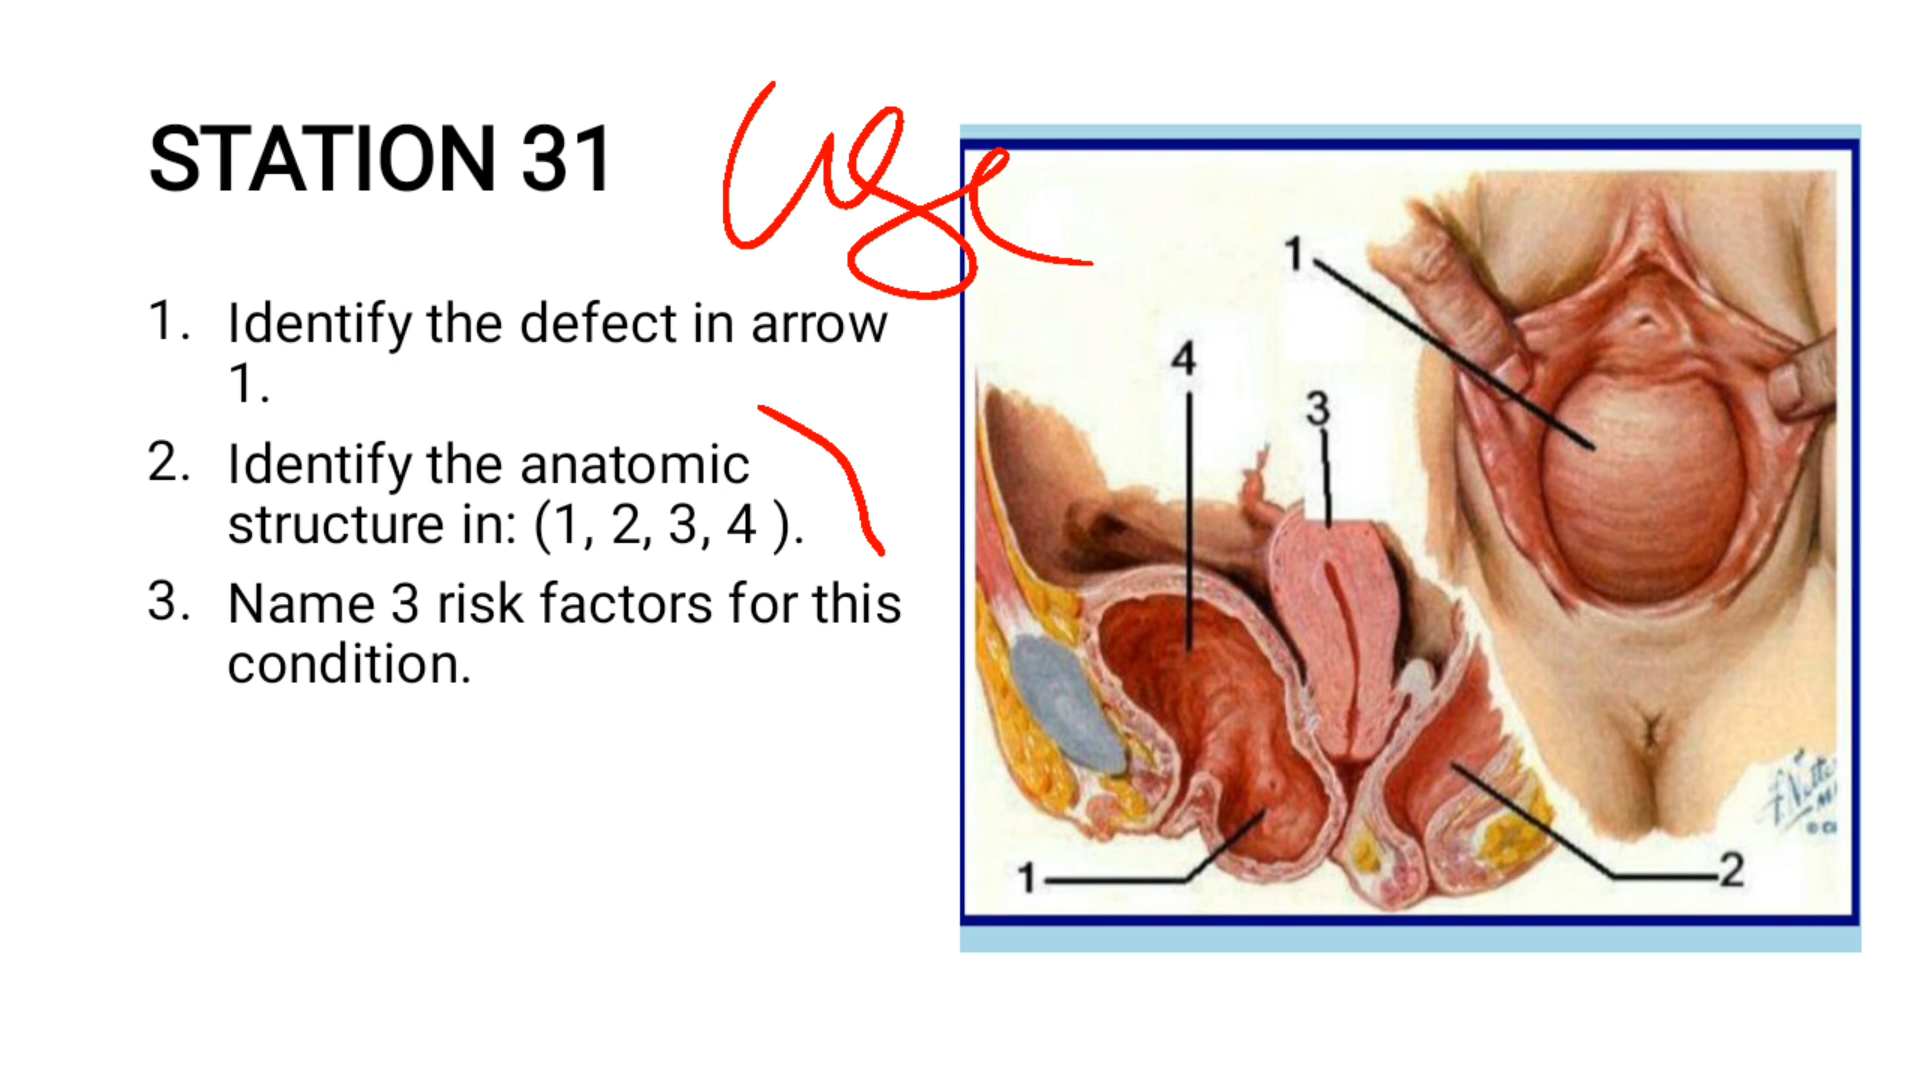 STATION 31
1. Identify the defect in arrow
1.
2. Identify the anatomic
structure in: (1, 2, 3, 4 ).
3. Name 3 risk factors for this
condition.
1
4
3
1
2